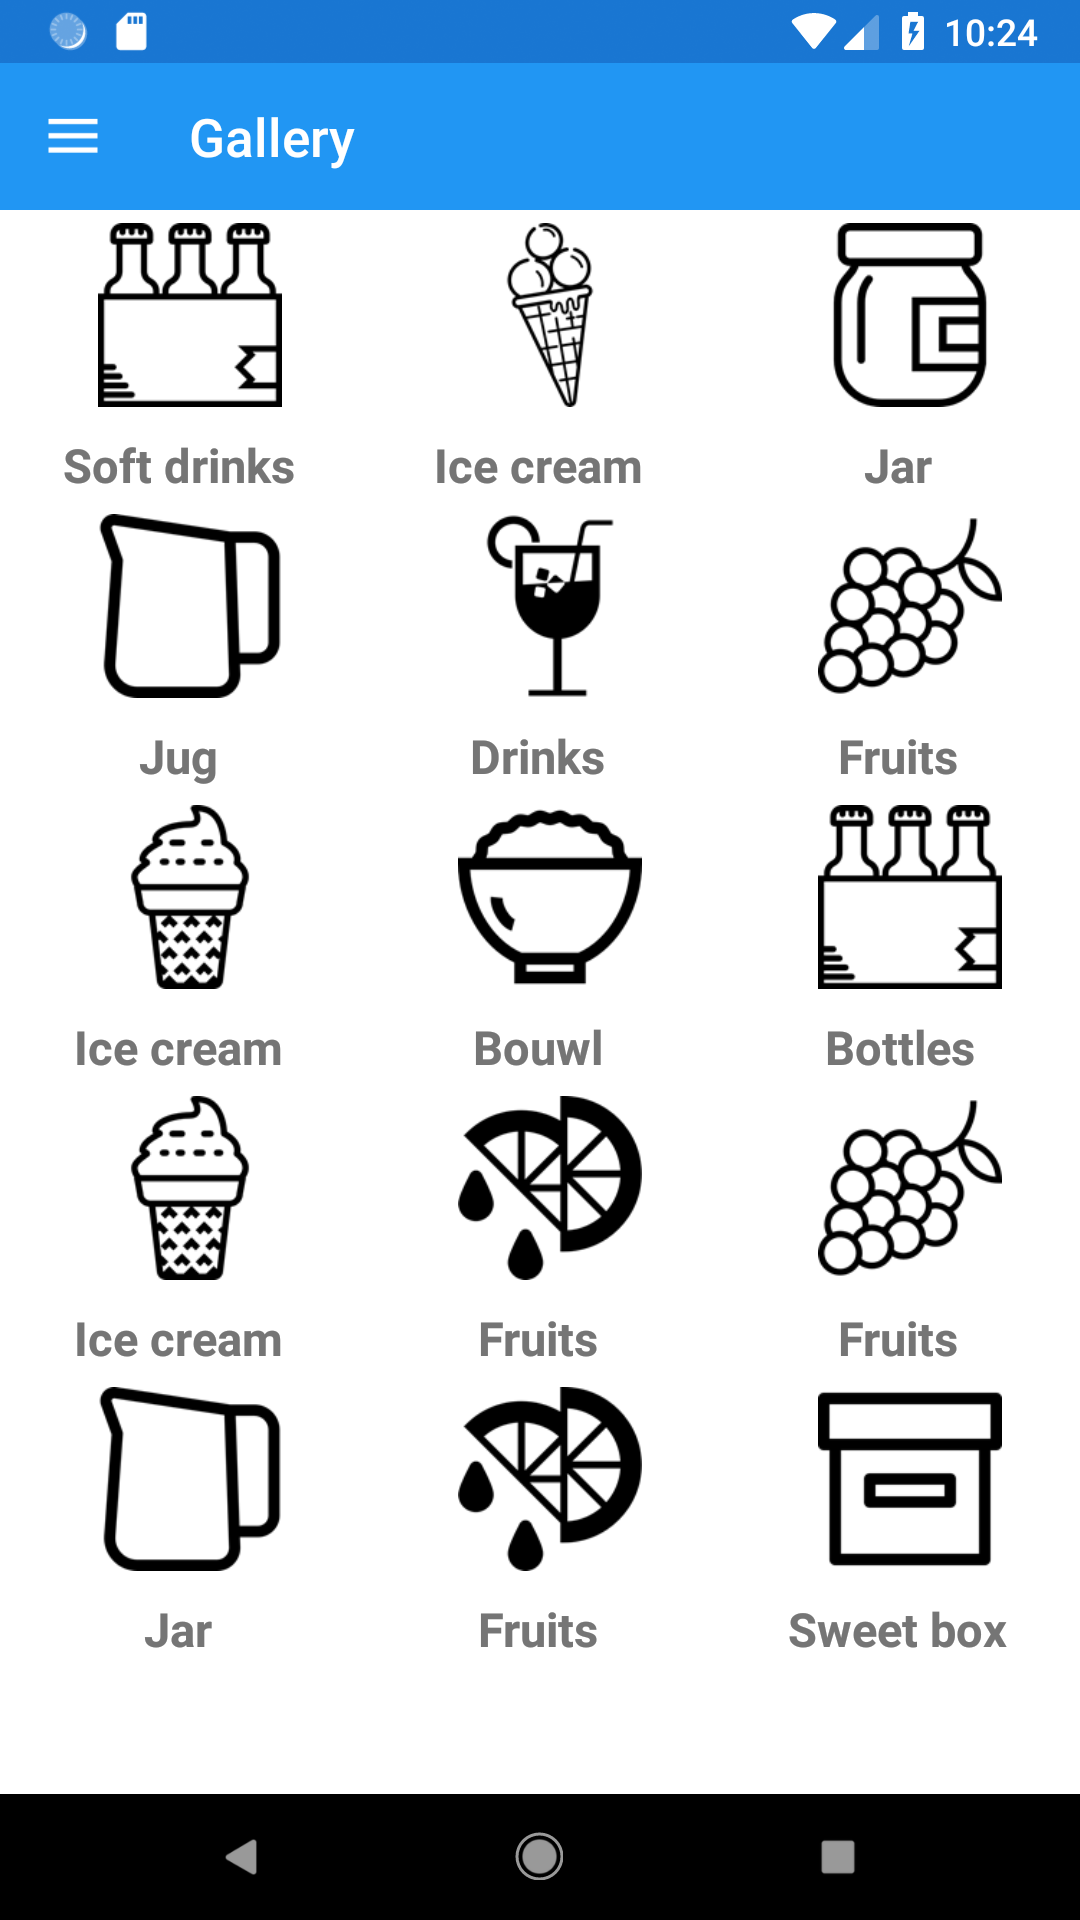 10:24
Gallery
Soft drinks
Ice cream
Jar
Jug
Drinks
Fruits
Ice cream
Bouwl
Bottles
Ice cream
Fruits
Fruits
Jar
Fruits
Sweet box